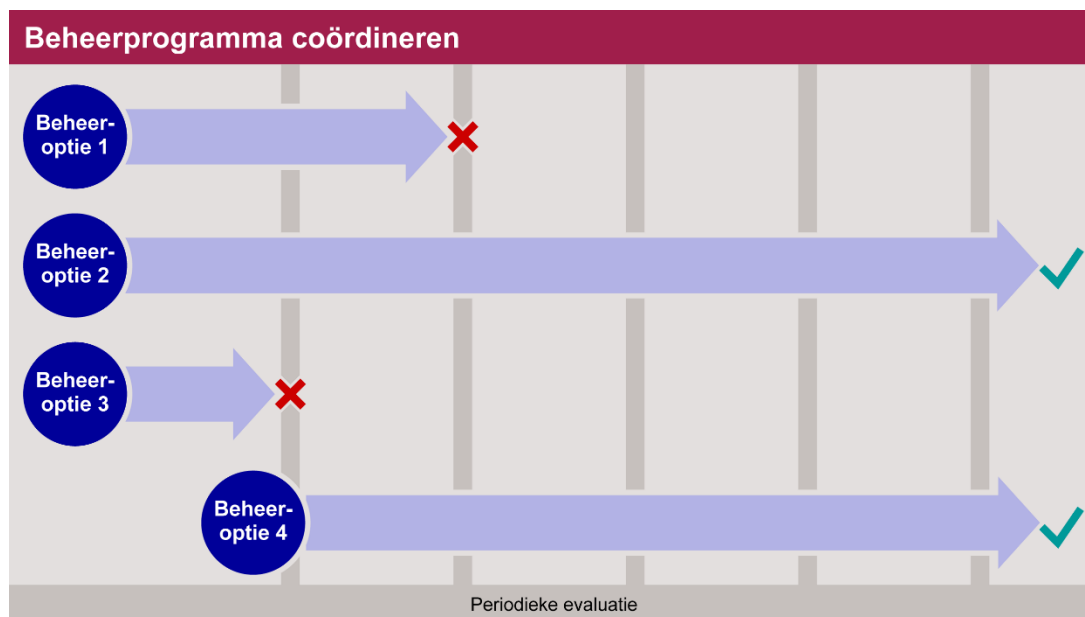 Beheerprogramma coördineren
Beheer-
optie 1
Beheer-
optie 2
Beheer-
optie 3
Beheer-
optie 4
Periodieke evaluatie